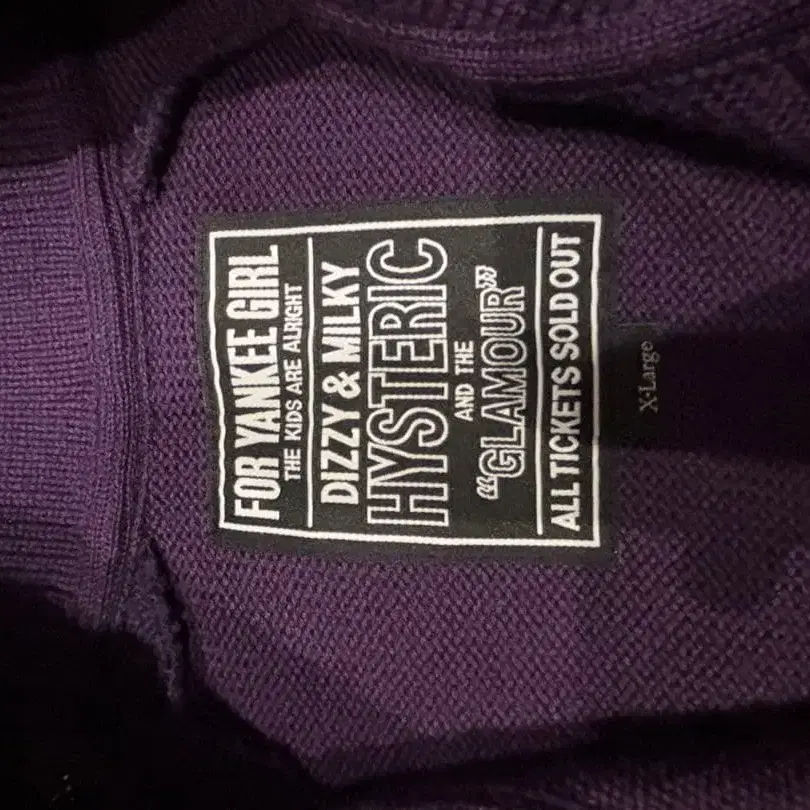 FOR YANKEE GIRL
THE KIDS ARE ALRIGHT
DIZZY & MILKY
HYSTERIC
AND THE
"GLAMOUR"
ALL TICKETS SOLD OUT
X-Large